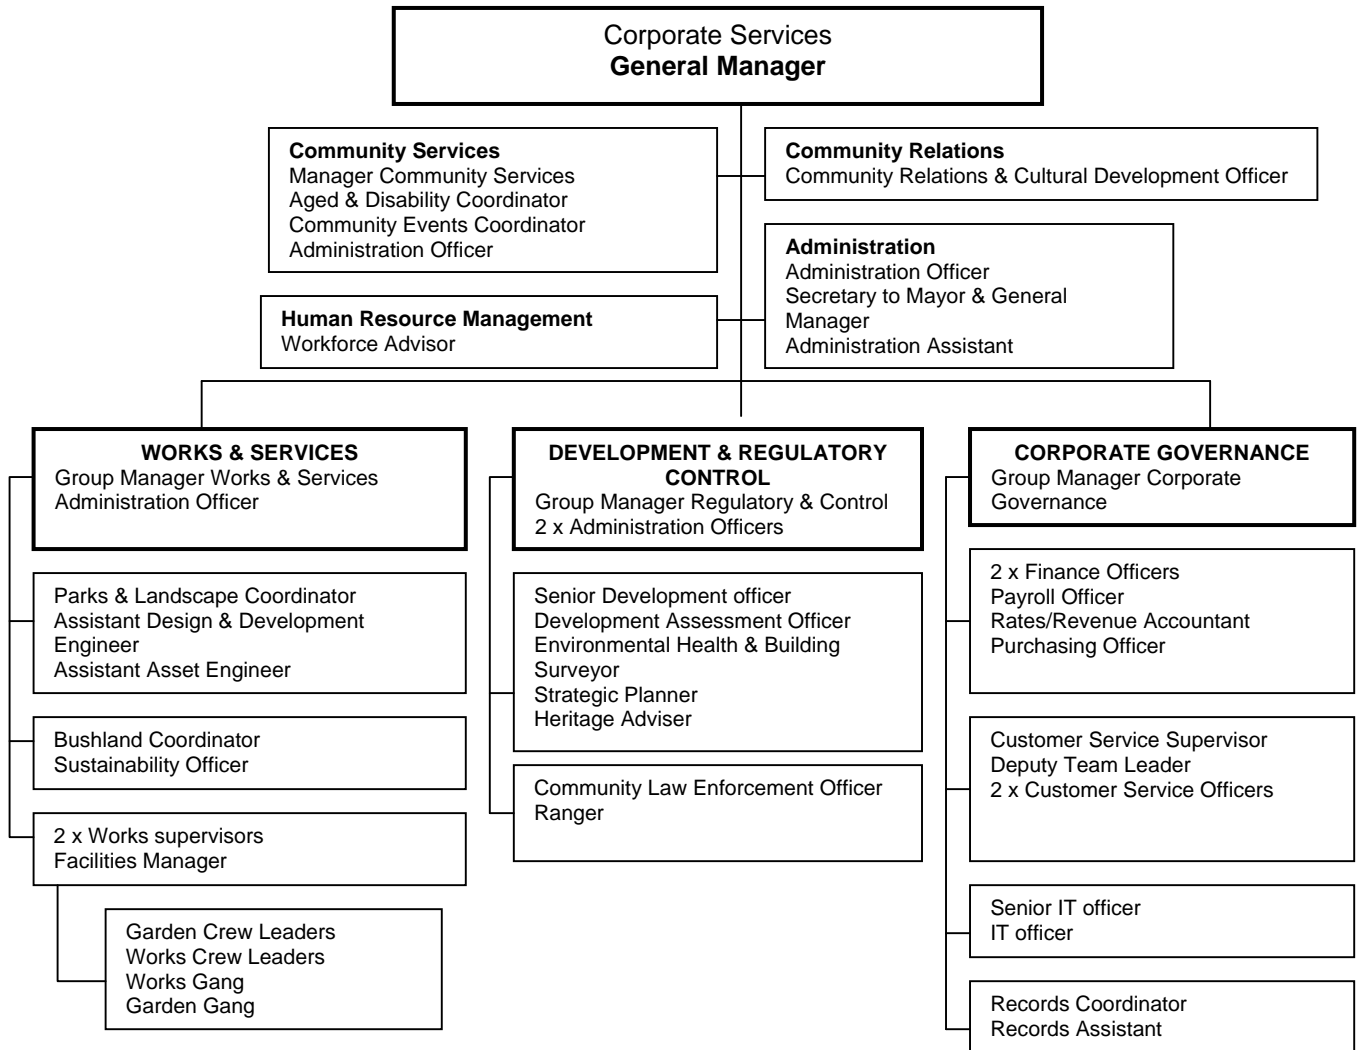 Corporate Services
General Manager
Community Services
Manager Community Services
Aged & Disability Coordinator
Community Events Coordinator
Administration Officer
Community Relations
Community Relations & Cultural Development Officer
Administration
Administration Officer
Secretary to Mayor & General
Manager
Administration Assistant
Human Resource Management
Workforce Advisor
WORKS & SERVICES
Group Manager Works & Services
Administration Officer
Parks & Landscape Coordinator
Assistant Design & Development
Engineer
Assistant Asset Engineer
Bushland Coordinator
Sustainability Officer
2 x Works supervisors
Facilities Manager
Garden Crew Leaders
Works Crew Leaders
Works Gang
Garden Gang
DEVELOPMENT & REGULATORY
CONTROL
Group Manager Regulatory & Control
2 x Administration Officers
Senior Development officer
Development Assessment Officer
Environmental Health & Building
Surveyor
Strategic Planner
Heritage Adviser
Community Law Enforcement Officer
Ranger
CORPORATE GOVERNANCE
Group Manager Corporate
Governance
2 x Finance Officers
Payroll Officer
Rates/Revenue Accountant
Purchasing Officer
Customer Service Supervisor
Deputy Team Leader
2 x Customer Service Officers
Senior IT officer
IT officer
Records Coordinator
Records Assistant